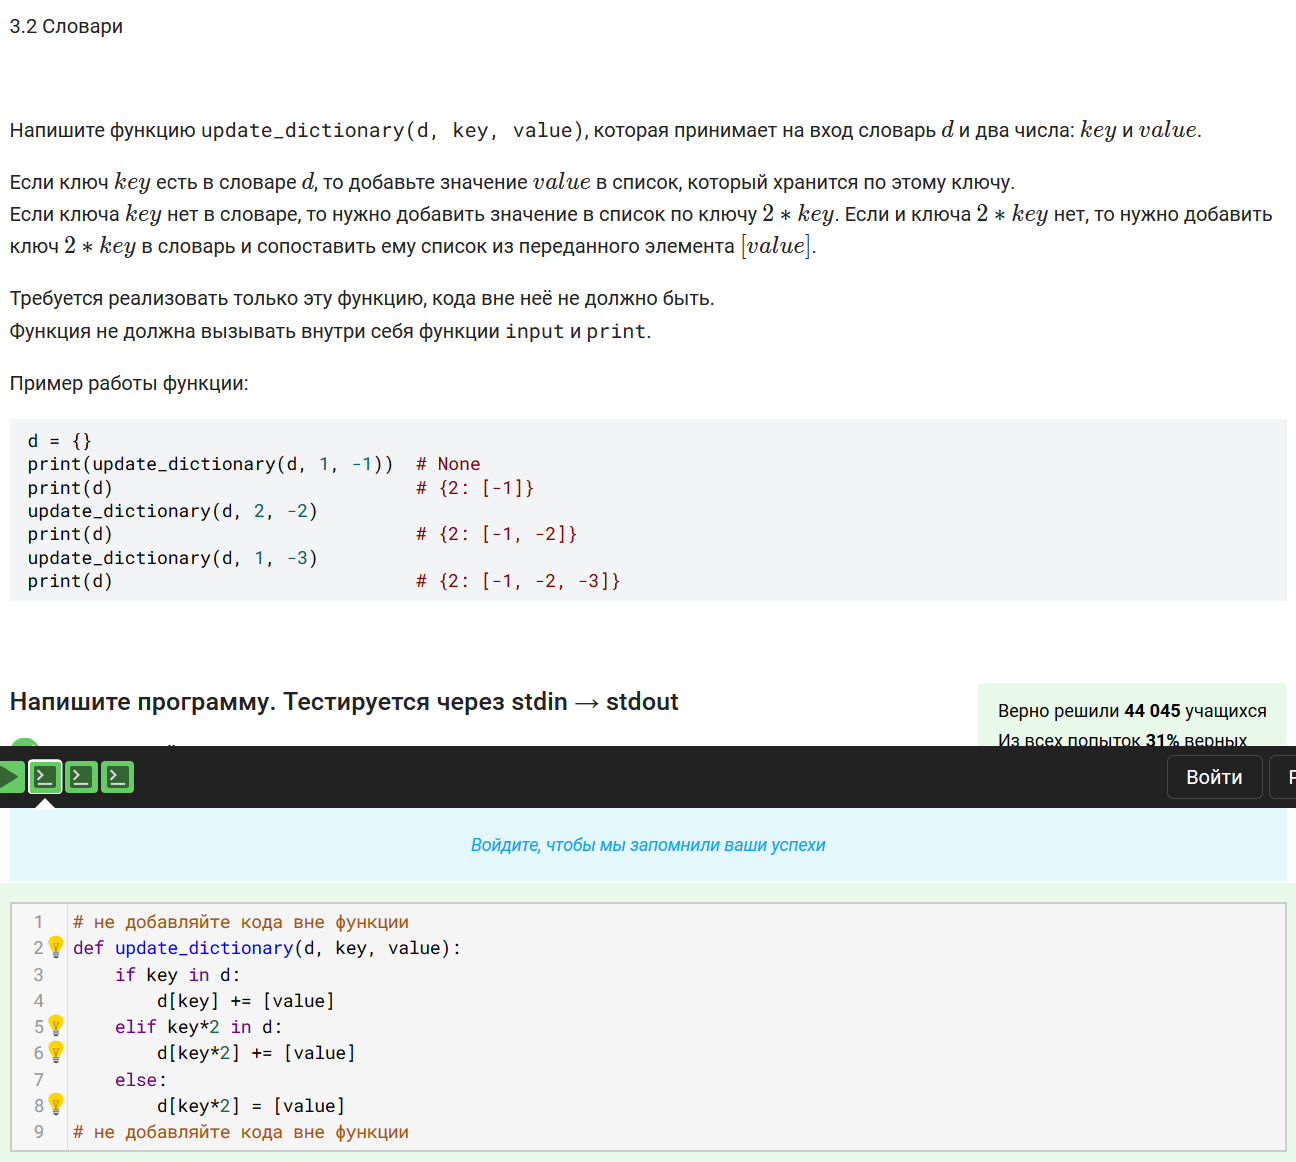 3.2 Словари
Напишите функцию update_dictionary(d, key, value), которая принимает на вход словарь d и два числа: key и value.
Если ключ key есть в словаре d, то добавьте значение value в список, который хранится по этому ключу.
Если ключа key нет в словаре, то нужно добавить значение в список по ключу 2 ∗ key. Если и ключа 2 ∗ key нет, то нужно добавить
ключ 2 ∗ key в словарь и сопоставить ему список из переданного элемента [value].
Требуется реализовать только эту функцию, кода вне неё не должно быть.
Функция не должна вызывать внутри себя функции input и print.
Пример работы функции:
d = {}
print(update_dictionary(d, 1, -1))  # None
print(d)                            # {2: [-1]}
update_dictionary(d, 2, -2)
print(d)                            # {2: [-1, -2]}
update_dictionary(d, 1, -3)
print(d)                            # {2: [-1, -2, -3]}
Напишите программу. Тестируется через stdin → stdout
Верно решили 44 045 учащихся
Из всех попыток 31% верных
Войти
Войдите, чтобы мы запомнили ваши успехи
1 # не добавляйте кода вне функции
2 def update_dictionary(d, key, value):
3     if key in d:
4         d[key] += [value]
5     elif key*2 in d:
6         d[key*2] += [value]
7     else:
8         d[key*2] = [value]
9 # не добавляйте кода вне функции